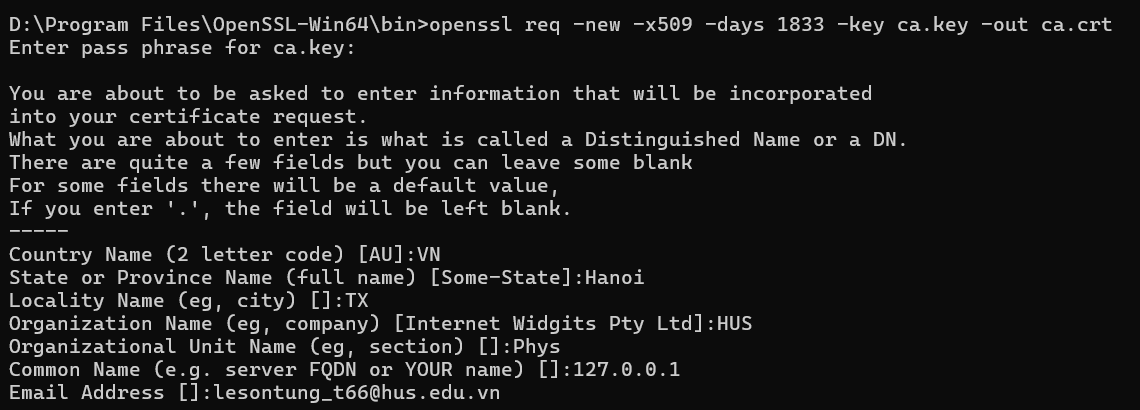 D:\Program Files\OpenSSL-Win64\bin>openssl req -new -x509 -days 1833 -key ca.key -out ca.crt
Enter pass phrase for ca.key:
You are about to be asked to enter information that will be incorporated
into your certificate request.
What you are about to enter is what is called a Distinguished Name or a DN.
There are quite a few fields but you can leave some blank
For some fields there will be a default value,
If you enter '.', the field will be left blank.
-----
Country Name (2 letter code) [AU]:VN
State or Province Name (full name) [Some-State]:Hanoi
Locality Name (eg, city) []:TX
Organization Name (eg, company) [Internet Widgits Pty Ltd]:HUS
Organizational Unit Name (eg, section) []:Phys
Common Name (e.g. server FQDN or YOUR name) []:127.0.0.1
Email Address []:lesontung_t66@hus.edu.vn